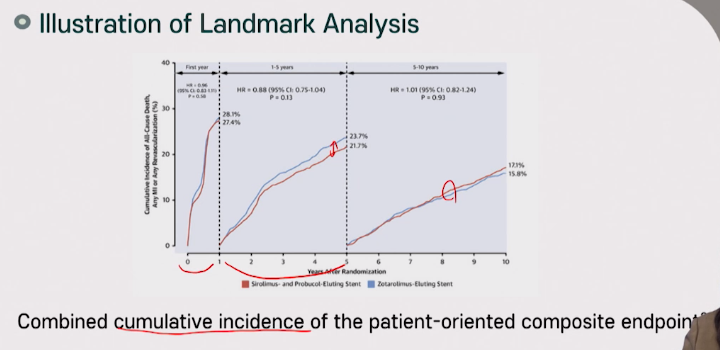 Illustration of Landmark Analysis
40
30
20
10
0
First year
1-5 years
5-10 years
HR = 0.96
(95% CI: 0.83-1.11)
P = 0.58
HR = 0.88 (95% CI: 0.75-1.04)
P = 0.13
HR = 1.01 (95% CI: 0.82-1.24)
P = 0.93
28.1%
27.4%
23.7%
21.7%
17.1%
15.8%
Cumulative Incidence of All-Cause Death,
Any MI or Any Revascularization (%)
0 1 2 3 4 5 6 7 8 9 10
Years After Randomization
Sirolimus- and Probucol-Eluting Stent
Zotarolimus-Eluting Stent
Combined cumulative incidence of the patient-oriented composite endpoint